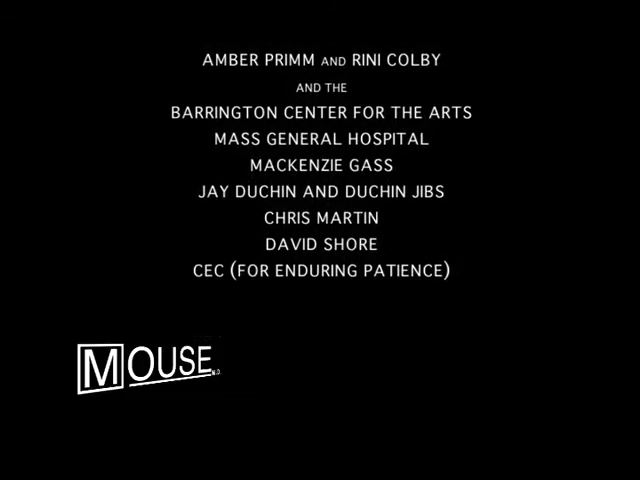 AMBER PRIMM AND RINI COLBY
AND THE
BARRINGTON CENTER FOR THE ARTS
MASS GENERAL HOSPITAL
MACKENZIE GASS
JAY DUCHIN AND DUCHIN JIBS
CHRIS MARTIN
DAVID SHORE
CEC (FOR ENDURING PATIENCE)
MOUSE M.D.